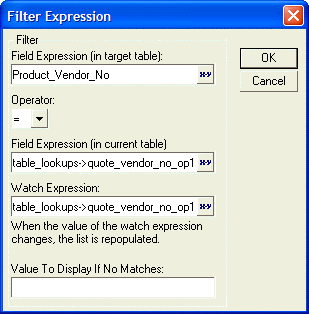 Filter Expression
Filter
Field Expression (in target table):
Product_Vendor_No
OK
Cancel
Operator:
=
Field Expression (in current table)
table_lookups->quote_vendor_no_op1
Watch Expression:
table_lookups->quote_vendor_no_op1
When the value of the watch expression
changes, the list is repopulated.
Value To Display If No Matches: